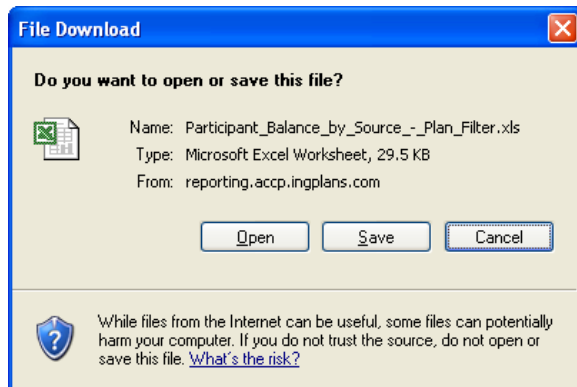 File Download
Do you want to open or save this file?
Name: Participant_Balance_by_Source_-_Plan_Filter.xls
Type: Microsoft Excel Worksheet, 29.5 KB
From: reporting.accp.ingplans.com
Open Save Cancel
While files from the Internet can be useful, some files can potentially
harm your computer. If you do not trust the source, do not open or
save this file. What's the risk?